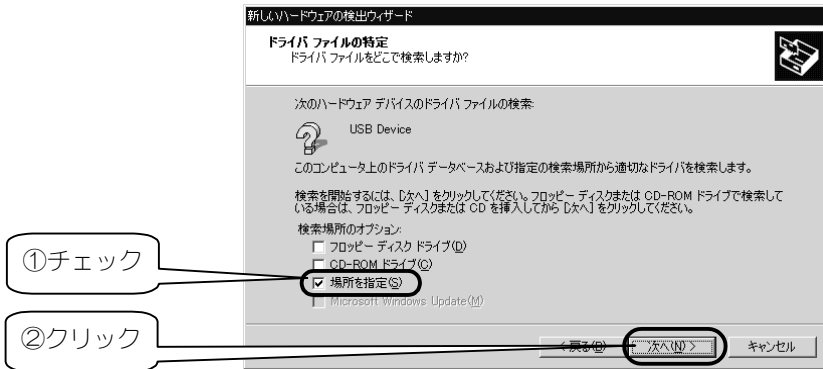 新しいハードウェアの検出ウィザード
ドライバ ファイルの特定
ドライバ ファイルをどこで検索しますか?
次のハードウェア デバイスのドライバ ファイルの検索:
USB Device
このコンピュータ上のドライバ データベースおよび指定の検索場所から適切なドライバを検索します。
検索を開始するには、[次へ] をクリックしてください。フロッピー ディスクまたは CD-ROM ドライブで検索して
いる場合は、フロッピー ディスクまたは CD を挿入してから [次へ] をクリックしてください。
検索場所のオプション:
フロッピー ディスク ドライブ(D)
CD-ROM ドライブ(C)
①チェック
場所を指定(S)
Microsoft Windows Update(M)
②クリック
< 戻る(B) 次へ(N) > キャンセル